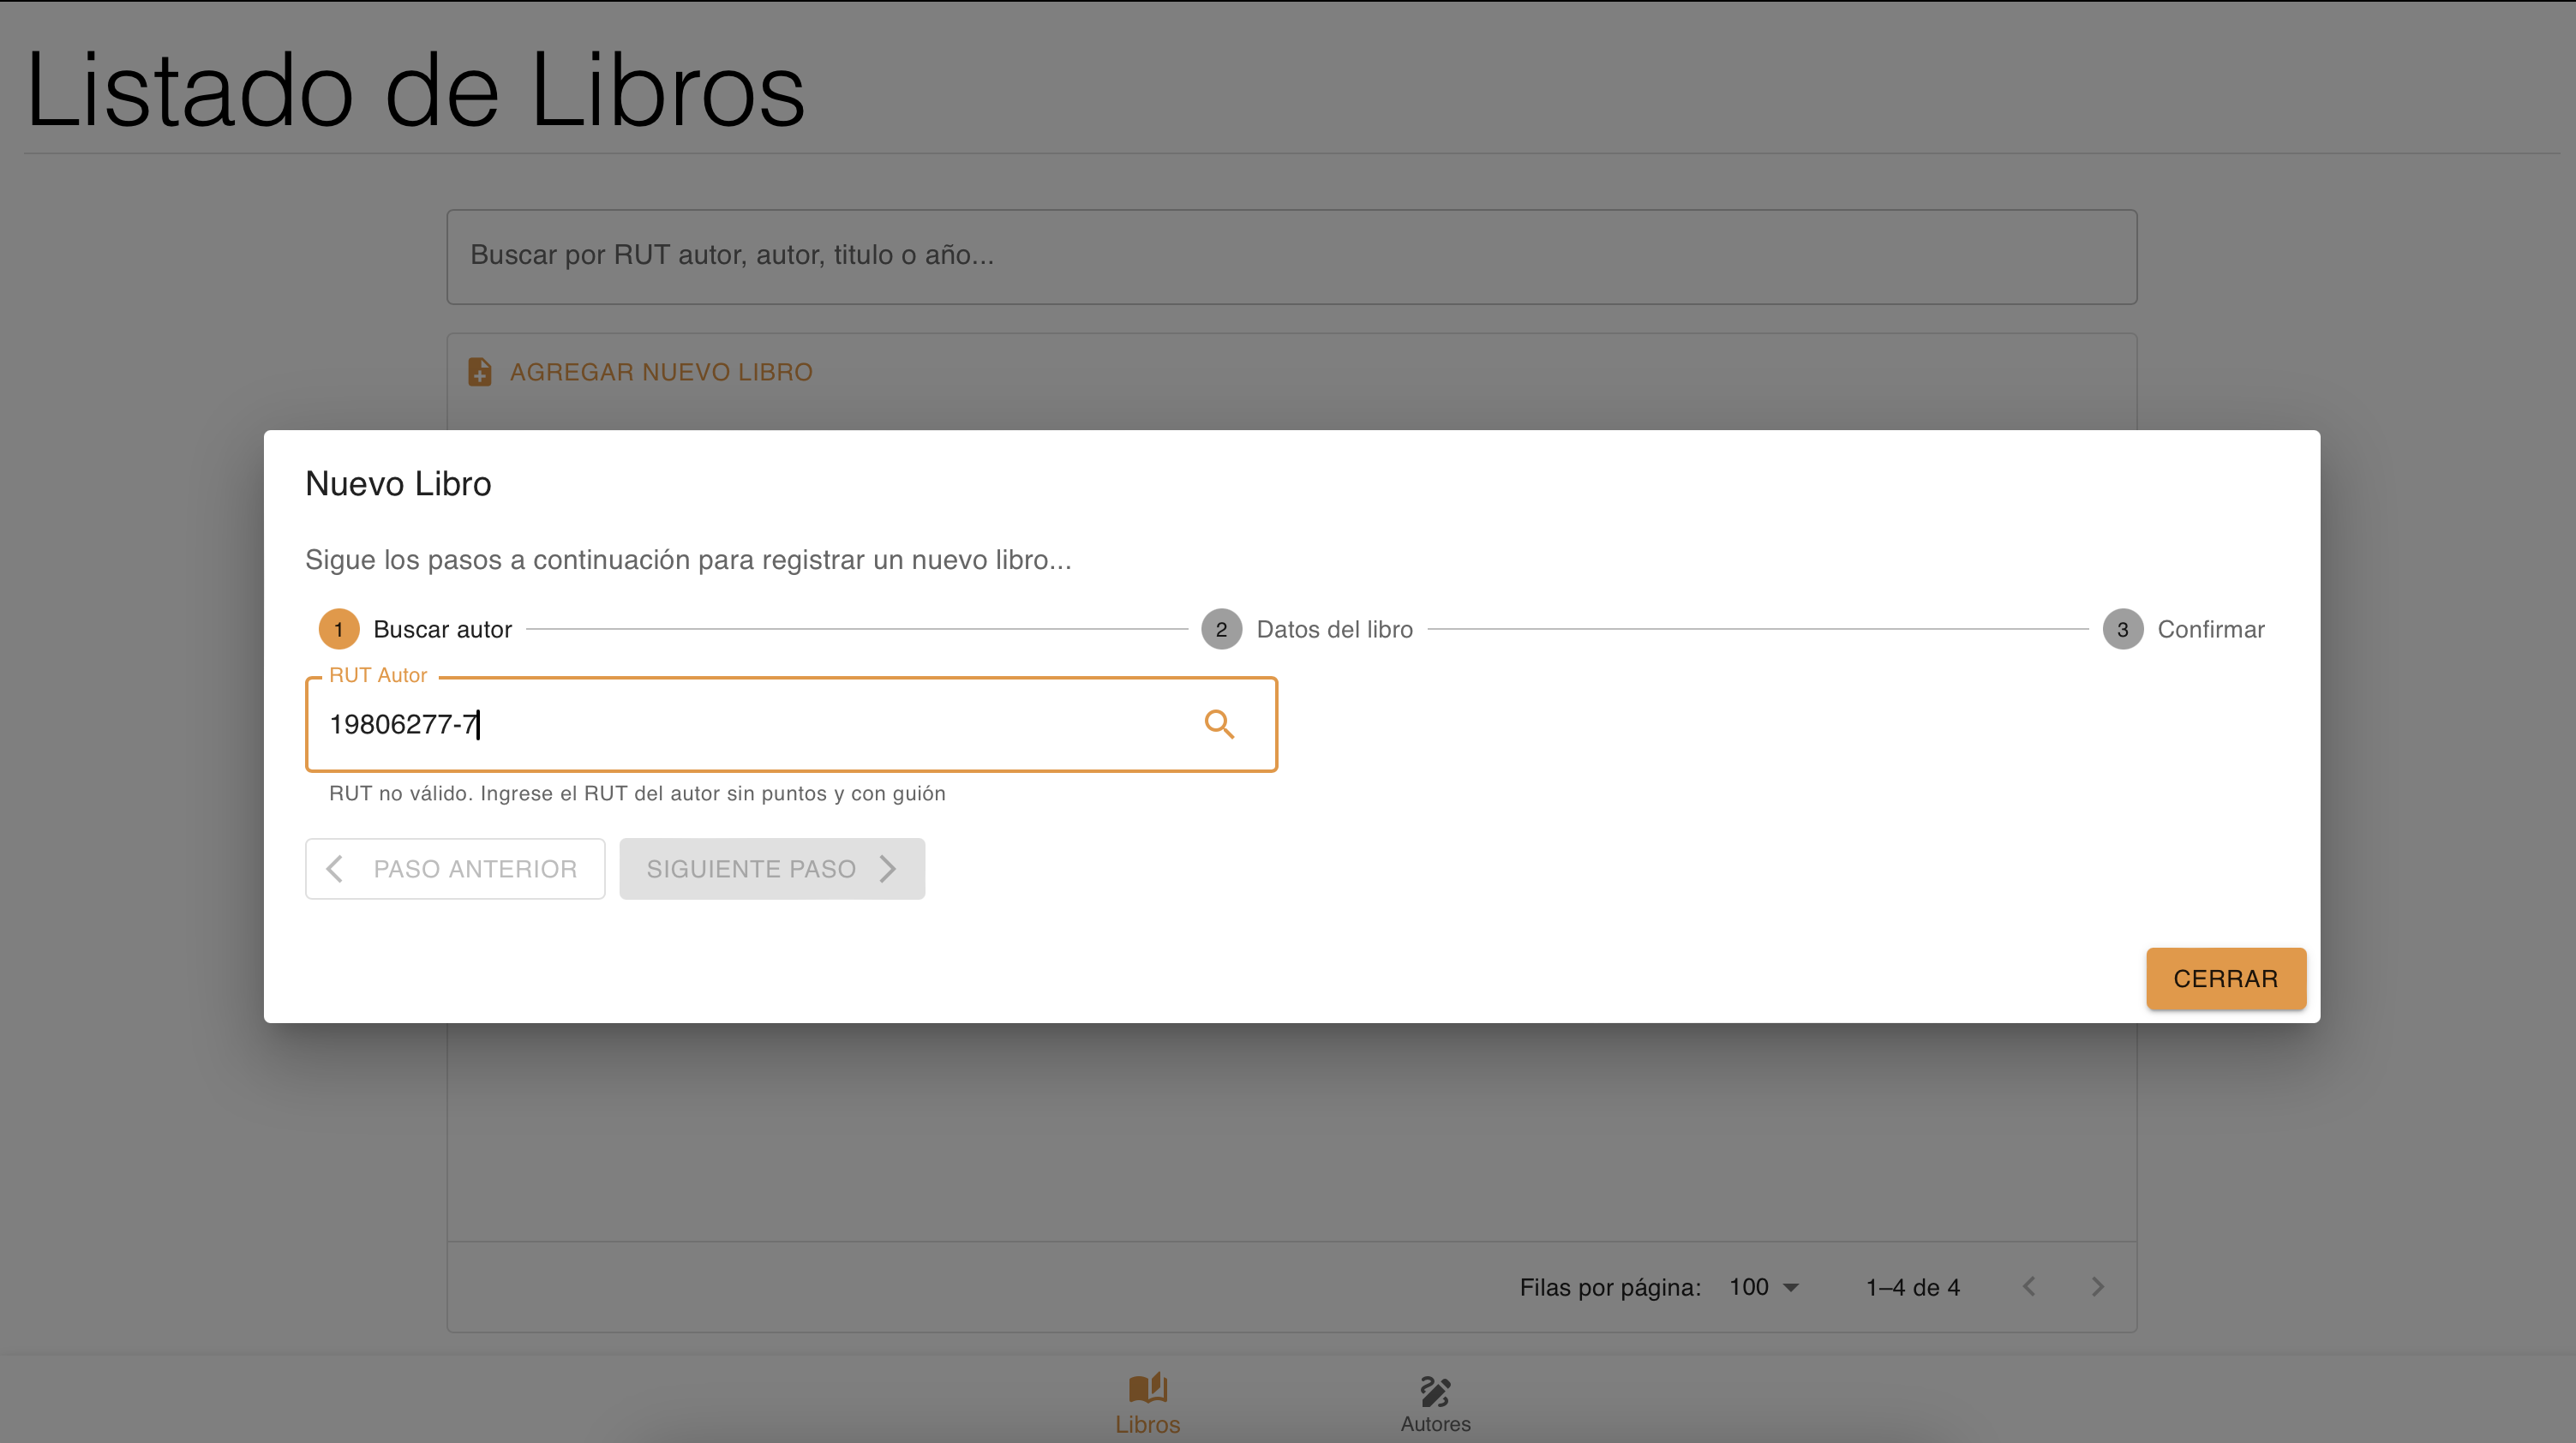 Listado de Libros
Buscar por RUT autor, autor, titulo o año...
AGREGAR NUEVO LIBRO
Nuevo Libro
Sigue los pasos a continuación para registrar un nuevo libro...
1 Buscar autor 2 Datos del libro 3 Confirmar
RUT Autor
19806277-7
RUT no válido. Ingrese el RUT del autor sin puntos y con guión
PASO ANTERIOR SIGUIENTE PASO
CERRAR
Filas por página: 100 1–4 de 4
Libros Autores